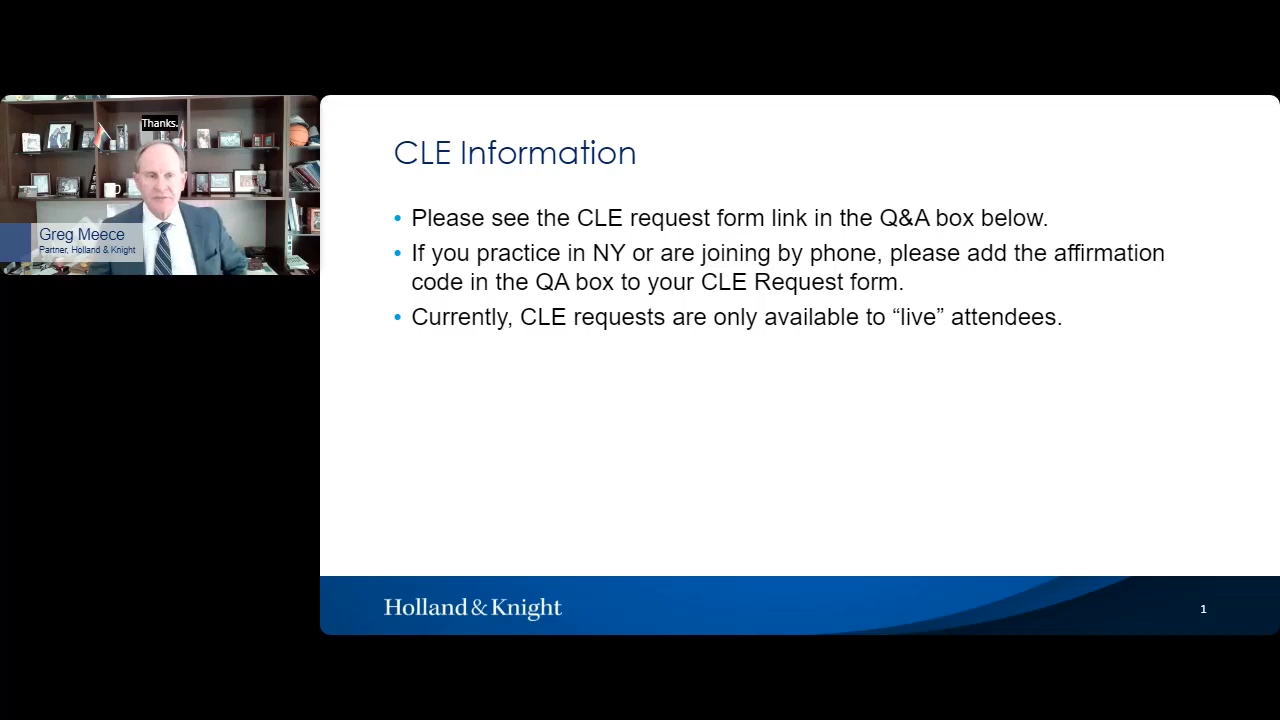 Thanks.
Greg Meece
Partner, Holland & Knight
CLE Information
• Please see the CLE request form link in the Q&A box below.
• If you practice in NY or are joining by phone, please add the affirmation
code in the QA box to your CLE Request form.
• Currently, CLE requests are only available to “live” attendees.
Holland & Knight
1